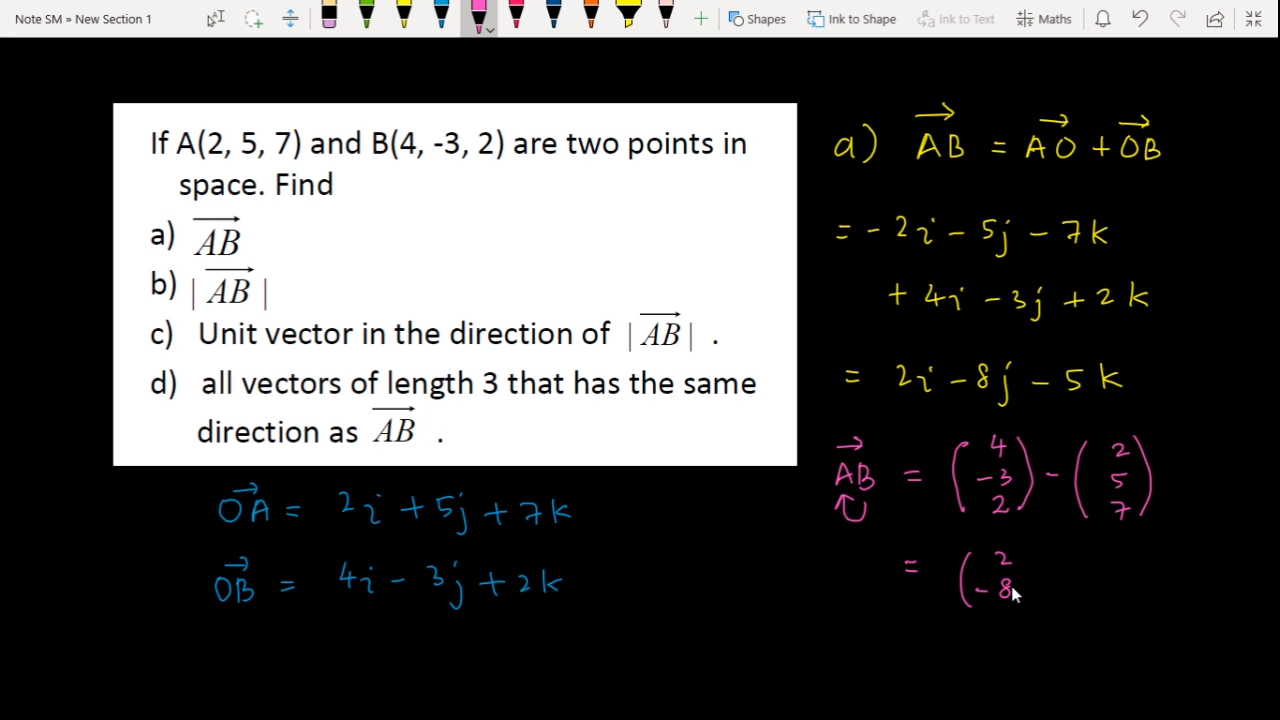 Note SM » New Section 1
Shapes
Ink to Shape
Ink to Text
Maths
If A(2, 5, 7) and B(4, -3, 2) are two points in
space. Find
a) AB
b) | AB |
c) Unit vector in the direction of | AB | .
d) all vectors of length 3 that has the same
direction as AB .
OA = 2i + 5j + 7k
OB = 4i - 3j + 2k
a) AB = AO + OB
= - 2i - 5j - 7k
+ 4i - 3j + 2k
= 2i - 8j - 5k
AB = ( 4 -3 2 ) - ( 2 5 7 )
= ( 2 -8